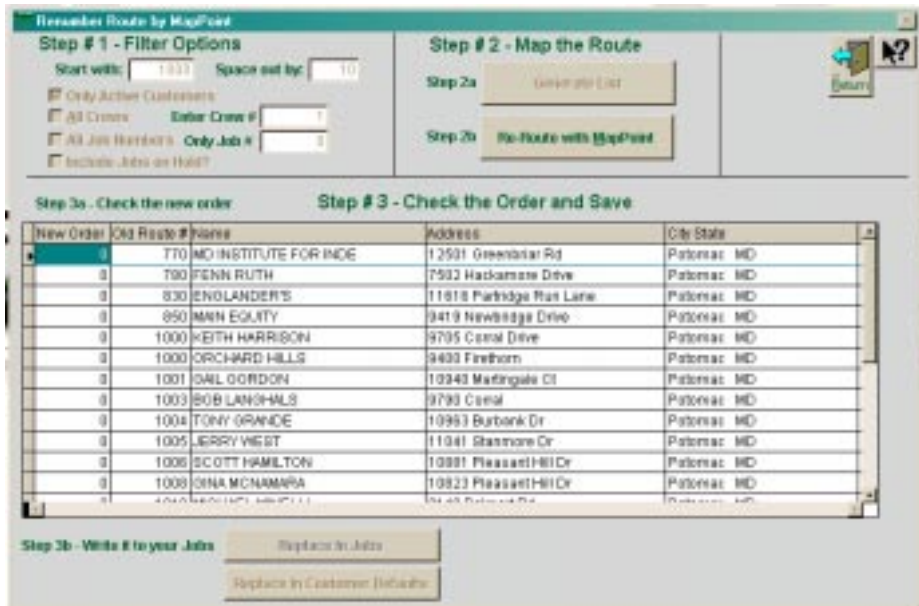 Renumber Route by MapPoint
Step # 1 - Filter Options
Start with: 1000 Space out by: 10
Only Active Customers
All Crews Enter Crew # 1
All Job Numbers Only Job # 0
Include Jobs on Hold?
Step # 2 - Map the Route
Step 2a Generate List
Step 2b Re-Route with MapPoint
Return
Step 3a - Check the new order Step # 3 - Check the Order and Save
New Order Old Route # Name Address City State
0 770 MD INSTITUTE FOR INDE 12501 Greenbriar Rd Potomac MD
0 780 FENN RUTH 7502 Hackamore Drive Potomac MD
0 830 ENGLANDER'S 11618 Partridge Run Lane Potomac MD
0 850 MAIN EQUITY 9419 Newbridge Drive Potomac MD
0 1000 KEITH HARRISON 9705 Corral Drive Potomac MD
0 1000 ORCHARD HILLS 9400 Firethorn Potomac MD
0 1001 GAIL GORDON 10940 Martingale Ct Potomac MD
0 1003 BOB LANGHALS 9790 Corral Potomac MD
0 1004 TONY GRANDE 10963 Burbank Dr Potomac MD
0 1005 JERRY WEST 11041 Stanmore Dr Potomac MD
0 1006 SCOTT HAMILTON 10801 Pleasant Hill Dr Potomac MD
0 1008 GINA MCNAMARA 10823 Pleasant Hill Dr Potomac MD
Step 3b - Write it to your Jobs Replace in Jobs
Replace in Customer Defaults